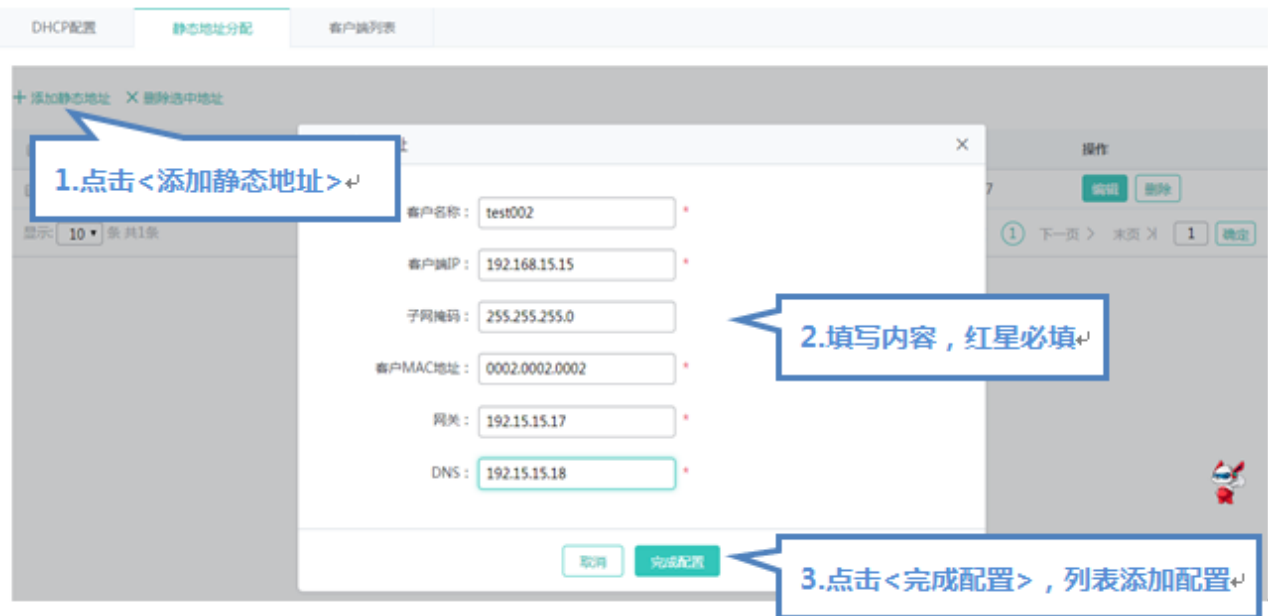 DHCP配置 静态地址分配 客户端列表
+ 添加静态地址 × 删除选中地址
1.点击<添加静态地址>↵
址 ×
操作
7 编辑 删除
显示: 10 条 共1条
1 下一页 末页 1 确定
客户名称： test002 *
客户端IP： 192.168.15.15 *
子网掩码： 255.255.255.0
客户MAC地址： 0002.0002.0002 *
网关： 192.15.15.17 *
DNS： 192.15.15.18 *
2.填写内容，红星必填↵
取消 完成配置
3.点击<完成配置>，列表添加配置↵